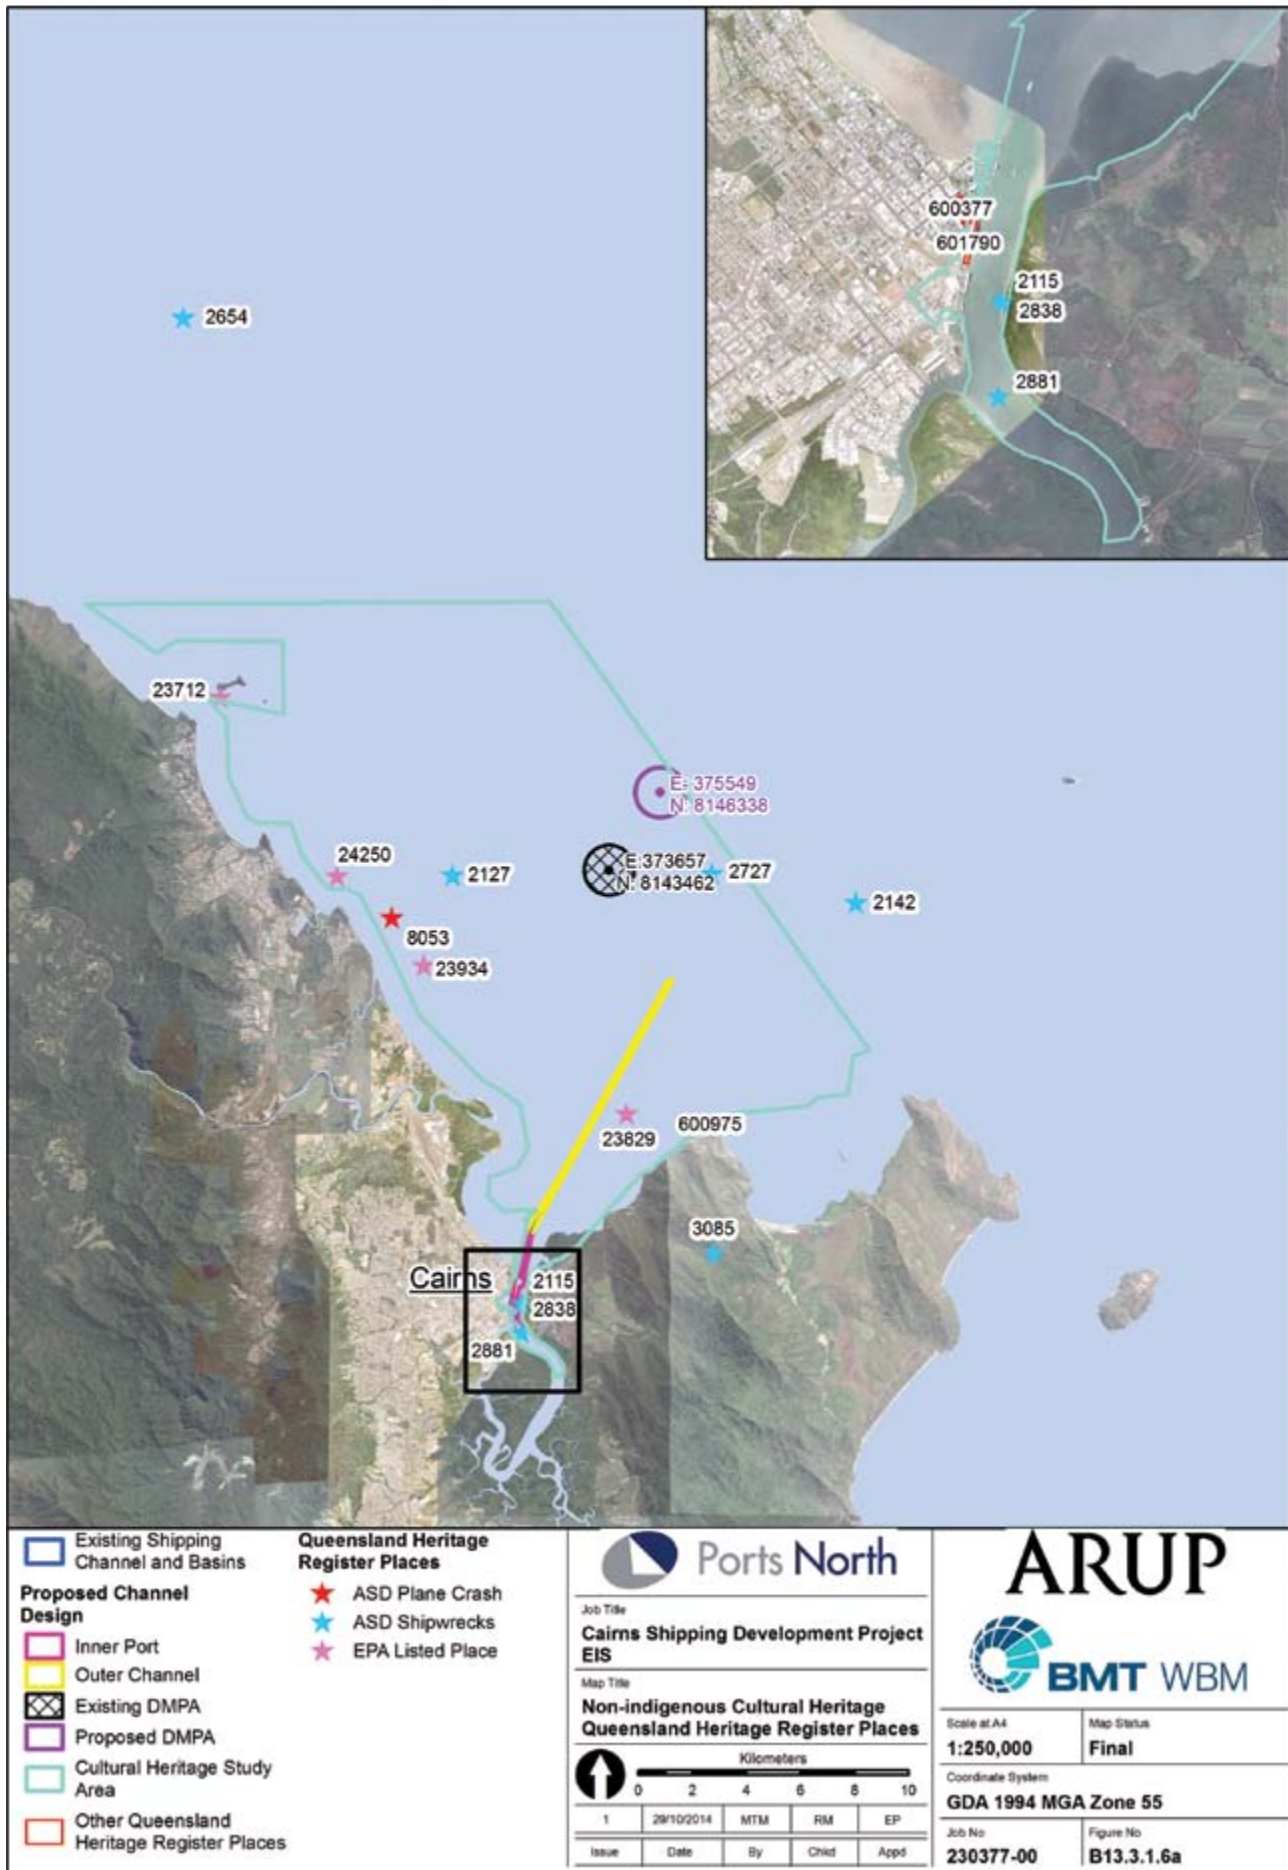 600377
601790
2115
2838
2881
2654
23712
E: 375549
N: 8146338
24250
2127
E:373657
N: 8143462
2727
2142
8053
23934
23829
600975
3085
Cairns
2115
2838
2881
Existing Shipping
Channel and Basins
Proposed Channel
Design
Inner Port
Outer Channel
Existing DMPA
Proposed DMPA
Cultural Heritage Study
Area
Other Queensland
Heritage Register Places
Queensland Heritage
Register Places
ASD Plane Crash
ASD Shipwrecks
EPA Listed Place
Ports North
Job Title
Cairns Shipping Development Project
EIS
Map Title
Non-indigenous Cultural Heritage
Queensland Heritage Register Places
Kilometers
0 2 4 6 8 10
1 29/10/2014 MTM RM EP
Issue Date By Chkd Appd
ARUP
BMT WBM
Scale at A4
1:250,000
Map Status
Final
Coordinate System
GDA 1994 MGA Zone 55
Job No
230377-00
Figure No
B13.3.1.6a